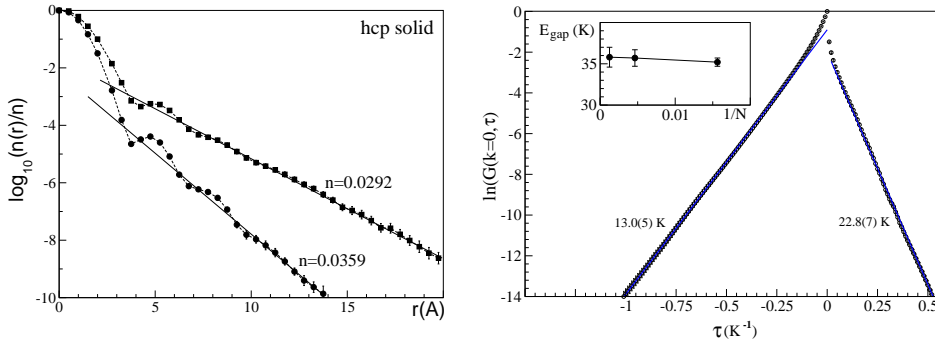 hcp solid
log₁₀(n(r)/n)
0
-2
-4
-6
-8
-10
n=0.0292
n=0.0359
0
5
10
15
r(A)
ln(G(k=0,τ)
0
-2
-4
-6
-8
-10
-12
-14
E_gap (K)
40
35
30
0
0.01
1/N
13.0(5) K
22.8(7) K
-1
-0.75
-0.5
-0.25
0
0.25
0.5
τ(K⁻¹)